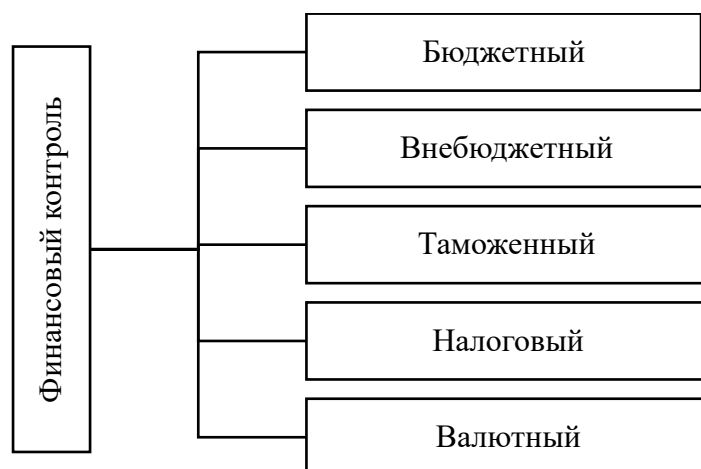 Финансовый контроль
Бюджетный
Внебюджетный
Таможенный
Налоговый
Валютный